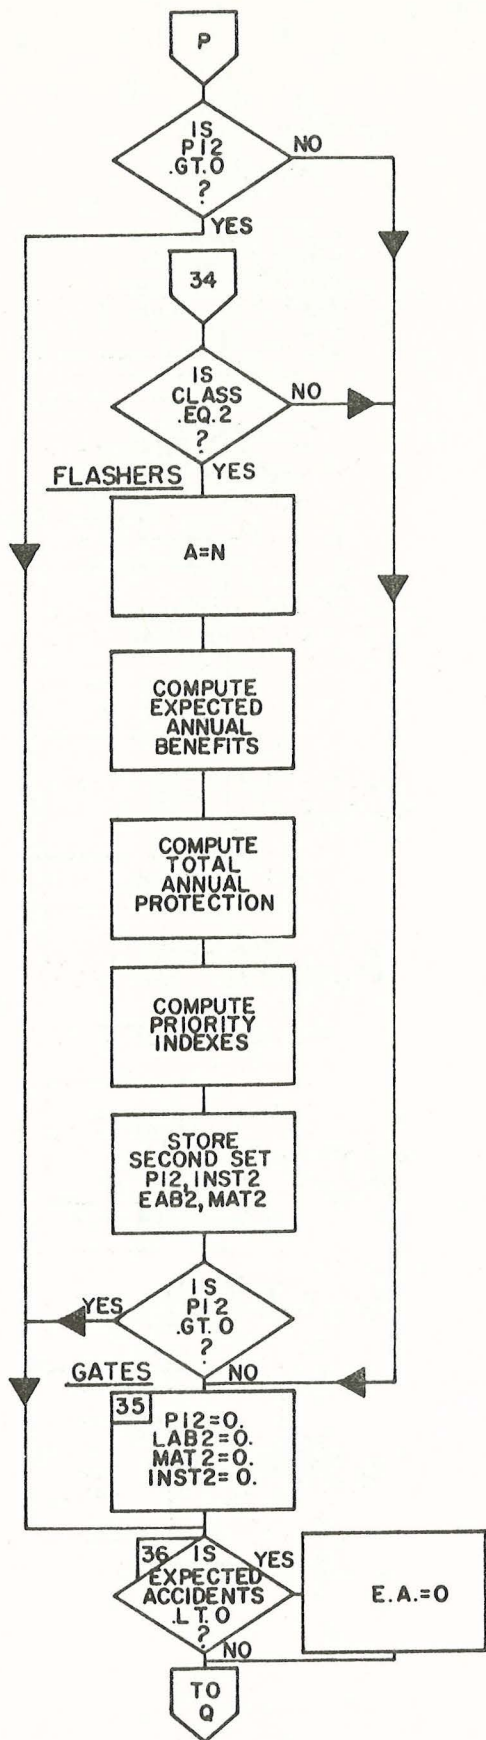 P
IS
PI2
.GT.0
?
NO
YES
34
IS
CLASS
.EQ.2
?
NO
YES
FLASHERS
A=N
COMPUTE
EXPECTED
ANNUAL
BENEFITS
COMPUTE
TOTAL
ANNUAL
PROTECTION
COMPUTE
PRIORITY
INDEXES
STORE
SECOND SET
PI2, INST2
EAB2, MAT2
IS
PI2
.GT.0
?
YES
NO
GATES
35
PI2=0.
LAB2=0.
MAT2=0.
INST2=0.
36
IS
EXPECTED
ACCIDENTS
.LT.0
?
YES
E.A.=0
NO
TO
Q